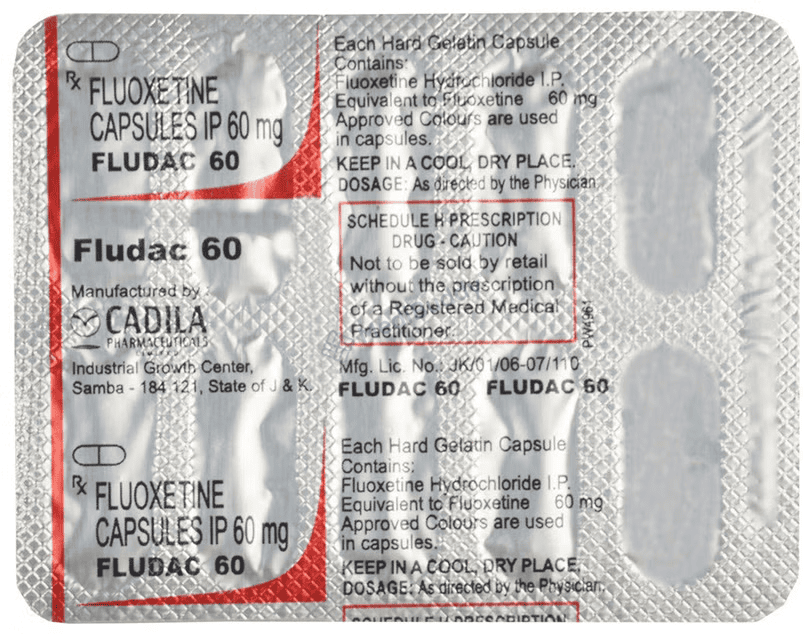 Rx FLUOXETINE
CAPSULES IP 60 mg
FLUDAC 60
Fludac 60
Manufactured by :
CADILA
PHARMACEUTICALS
LIMITED
Industrial Growth Center,
Samba - 184 121, State of J & K.
Rx FLUOXETINE
CAPSULES IP 60 mg
FLUDAC 60
Each Hard Gelatin Capsule
Contains:
Fluoxetine Hydrochloride I.P.
Equivalent to Fluoxetine 60 mg
Approved Colours are used
in capsules.
KEEP IN A COOL, DRY PLACE.
DOSAGE: As directed by the Physician.
SCHEDULE H PRESCRIPTION
DRUG - CAUTION
Not to be sold by retail
without the prescription
of a Registered Medical
Practitioner.
PW4961
Mfg. Lic. No.: JK/01/06-07/110
FLUDAC 60 FLUDAC 60
Each Hard Gelatin Capsule
Contains:
Fluoxetine Hydrochloride I.P.
Equivalent to Fluoxetine 60 mg
Approved Colours are used
in capsules.
KEEP IN A COOL, DRY PLACE.
DOSAGE: As directed by the Physician.
SCHEDULE H PRESCRIPTION